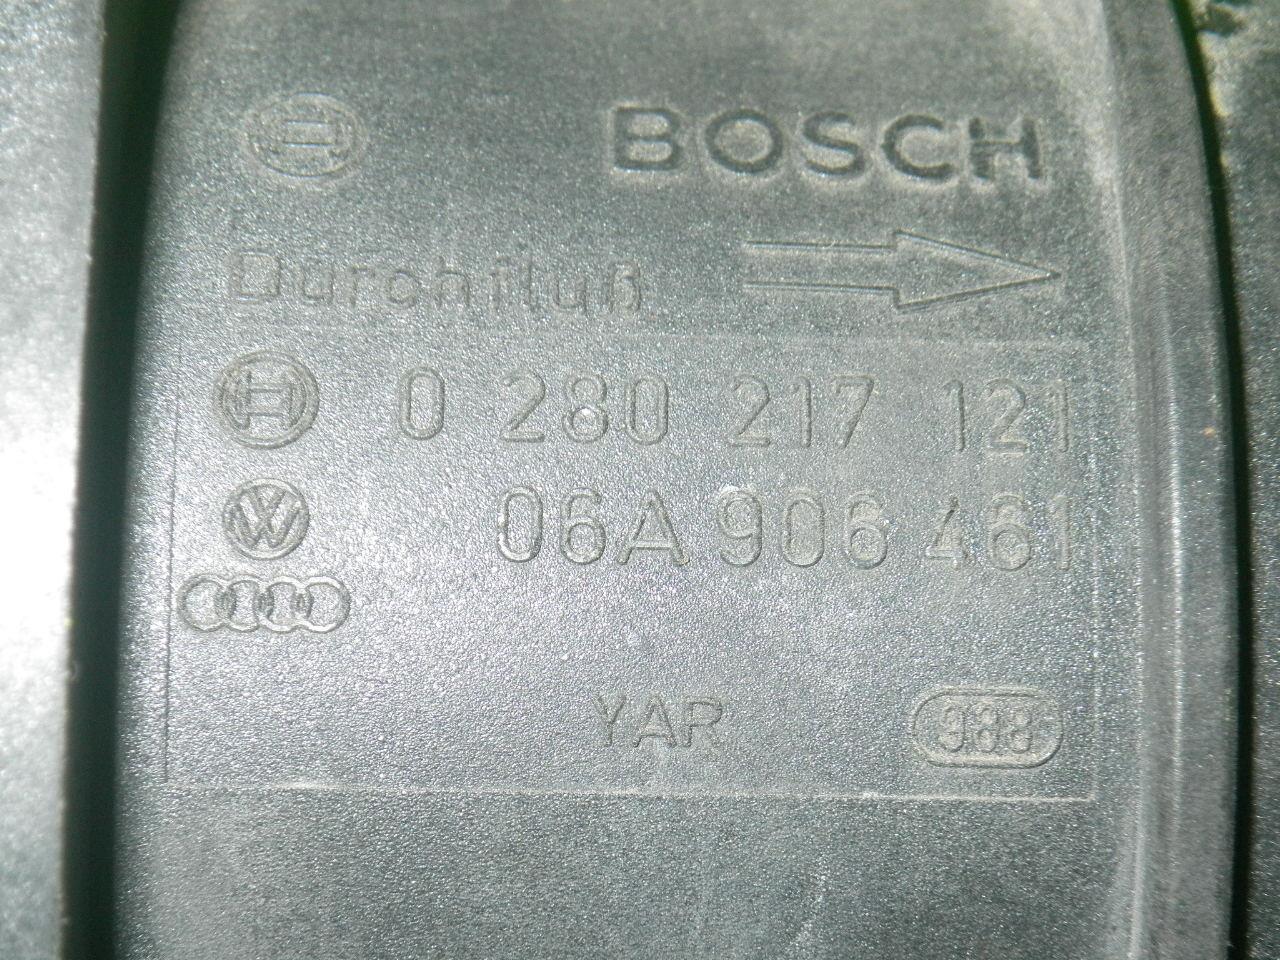 BOSCH
Durchfluß
0 280 217 121
06A 906 461
YAR 988